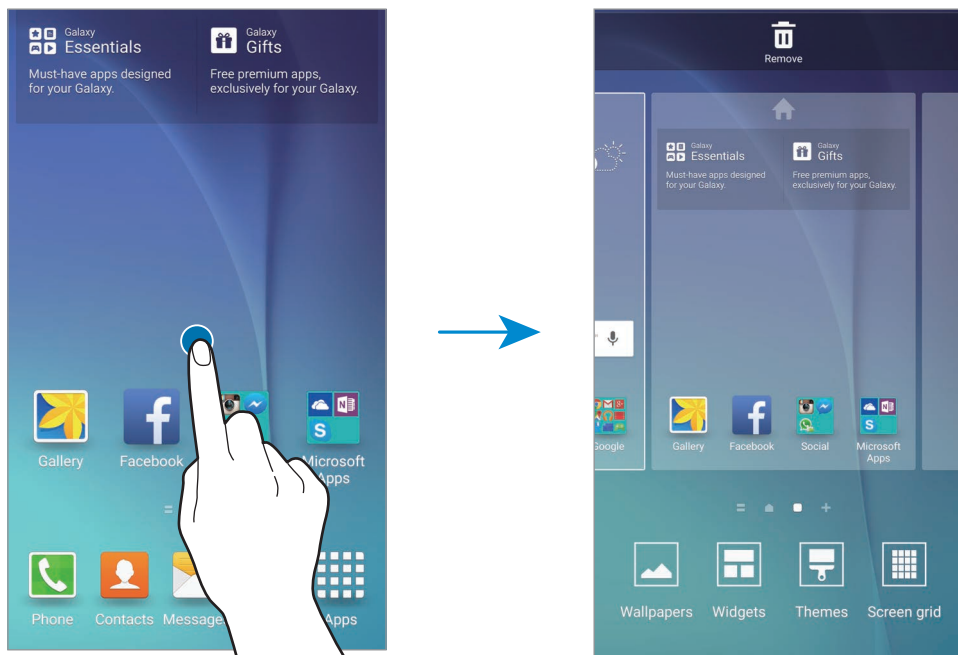 Galaxy
Essentials
Must-have apps designed
for your Galaxy.
Galaxy
Gifts
Free premium apps,
exclusively for your Galaxy.
Gallery
Facebook
Microsoft
Apps
Phone
Contacts
Message
Apps
Remove
Galaxy
Essentials
Must-have apps designed
for your Galaxy.
Galaxy
Gifts
Free premium apps,
exclusively for your Galaxy.
Google
Gallery
Facebook
Social
Microsoft
Apps
Wallpapers
Widgets
Themes
Screen grid